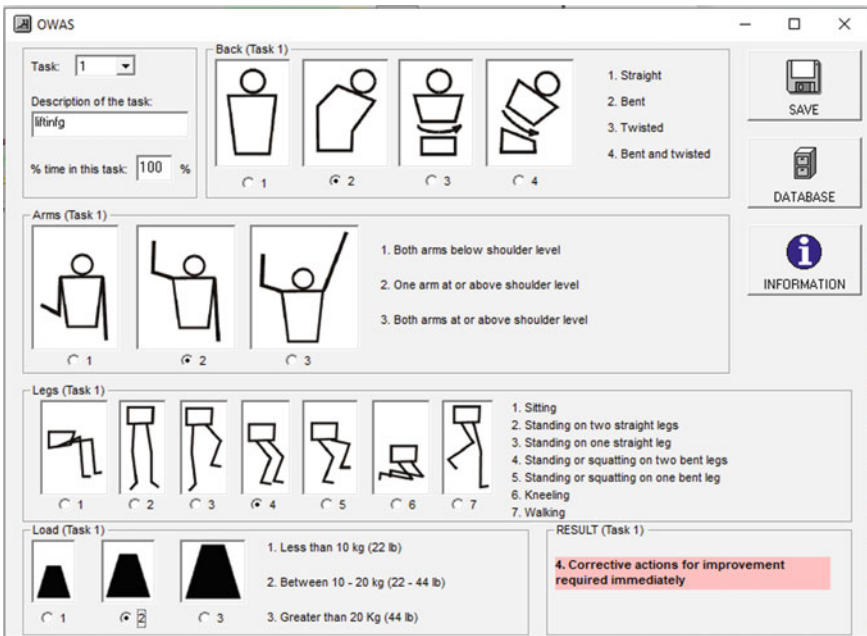 OWAS
Task: 1
Description of the task:
liftinfg
% time in this task: 100 %
Back (Task 1)
1 2 3 4
1. Straight
2. Bent
3. Twisted
4. Bent and twisted
SAVE
DATABASE
INFORMATION
Arms (Task 1)
1 2 3
1. Both arms below shoulder level
2. One arm at or above shoulder level
3. Both arms at or above shoulder level
Legs (Task 1)
1 2 3 4 5 6 7
1. Sitting
2. Standing on two straight legs
3. Standing on one straight leg
4. Standing or squatting on two bent legs
5. Standing or squatting on one bent leg
6. Kneeling
7. Walking
Load (Task 1)
1 2 3
1. Less than 10 kg (22 lb)
2. Between 10 - 20 kg (22 - 44 lb)
3. Greater than 20 Kg (44 lb)
RESULT (Task 1)
4. Corrective actions for improvement
required immediately